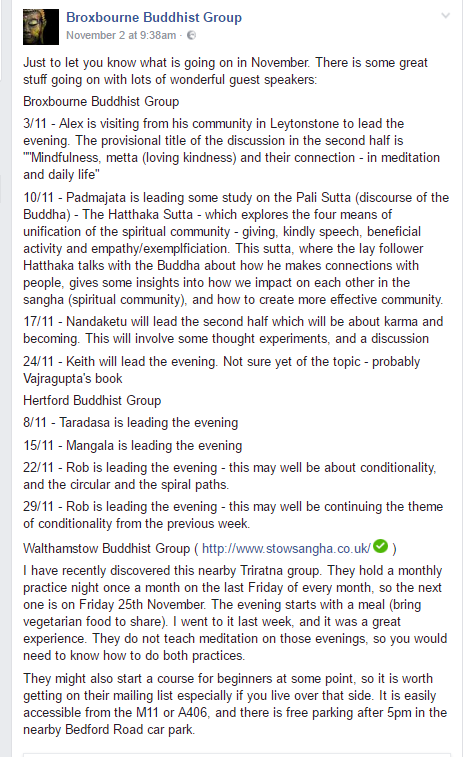 Broxbourne Buddhist Group
November 2 at 9:38am ·
Just to let you know what is going on in November. There is some great
stuff going on with lots of wonderful guest speakers:
Broxbourne Buddhist Group
3/11 - Alex is visiting from his community in Leytonstone to lead the
evening. The provisional title of the discussion in the second half is
""Mindfulness, metta (loving kindness) and their connection - in meditation
and daily life"
10/11 - Padmajata is leading some study on the Pali Sutta (discourse of the
Buddha) - The Hatthaka Sutta - which explores the four means of
unification of the spiritual community - giving, kindly speech, beneficial
activity and empathy/exemplficiation. This sutta, where the lay follower
Hatthaka talks with the Buddha about how he makes connections with
people, gives some insights into how we impact on each other in the
sangha (spiritual community), and how to create more effective community.
17/11 - Nandaketu will lead the second half which will be about karma and
becoming. This will involve some thought experiments, and a discussion
24/11 - Keith will lead the evening. Not sure yet of the topic - probably
Vajragupta's book
Hertford Buddhist Group
8/11 - Taradasa is leading the evening
15/11 - Mangala is leading the evening
22/11 - Rob is leading the evening - this may well be about conditionality,
and the circular and the spiral paths.
29/11 - Rob is leading the evening - this may well be continuing the theme
of conditionality from the previous week.
Walthamstow Buddhist Group ( http://www.stowsangha.co.uk/ )
I have recently discovered this nearby Triratna group. They hold a monthly
practice night once a month on the last Friday of every month, so the next
one is on Friday 25th November. The evening starts with a meal (bring
vegetarian food to share). I went to it last week, and it was a great
experience. They do not teach meditation on those evenings, so you would
need to know how to do both practices.
They might also start a course for beginners at some point, so it is worth
getting on their mailing list especially if you live over that side. It is easily
accessible from the M11 or A406, and there is free parking after 5pm in the
nearby Bedford Road car park.